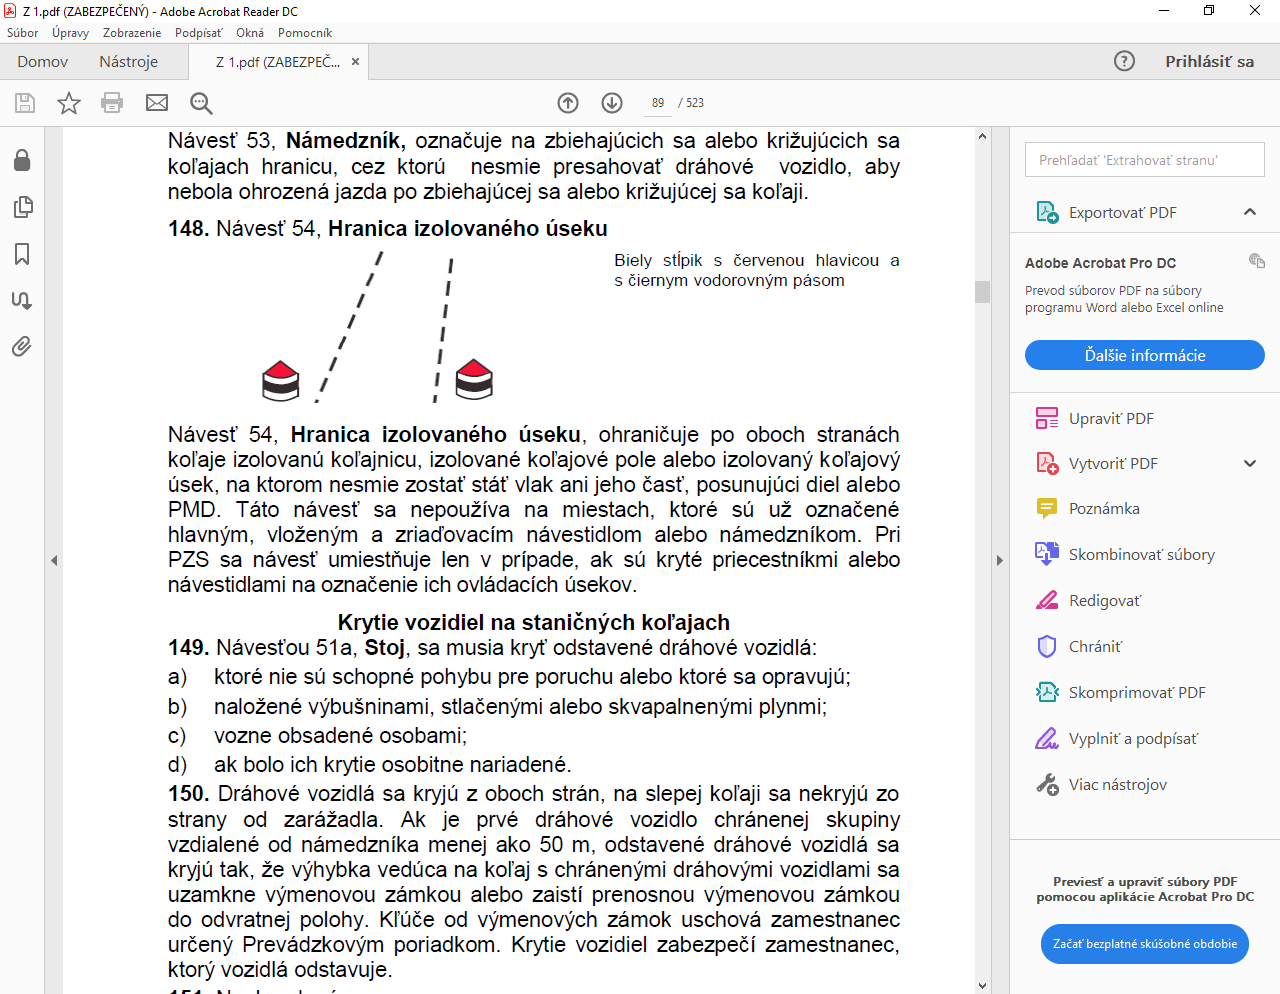 Z 1.pdf (ZABEZPEČENÝ) - Adobe Acrobat Reader DC
Súbor Úpravy Zobrazenie Podpísať Okná Pomocník
Domov Nástroje Z 1.pdf (ZABEZPEČ... × Prihlásiť sa
89 / 523
Návesť 53, Námedzník, označuje na zbiehajúcich sa alebo križujúcich sa
koľajach hranicu, cez ktorú nesmie presahovať dráhové vozidlo, aby
nebola ohrozená jazda po zbiehajúcej sa alebo križujúcej sa koľaji.
148. Návesť 54, Hranica izolovaného úseku
Biely stĺpik s červenou hlavicou a
s čiernym vodorovným pásom
Návesť 54, Hranica izolovaného úseku, ohraničuje po oboch stranách
koľaje izolovanú koľajnicu, izolované koľajové pole alebo izolovaný koľajový
úsek, na ktorom nesmie zostať stáť vlak ani jeho časť, posunujúci diel alebo
PMD. Táto návesť sa nepoužíva na miestach, ktoré sú už označené
hlavným, vloženým a zriaďovacím návestidlom alebo námedzníkom. Pri
PZS sa návesť umiestňuje len v prípade, ak sú kryté priecestníkmi alebo
návestidlami na označenie ich ovládacích úsekov.
Krytie vozidiel na staničných koľajach
149. Návesťou 51a, Stoj, sa musia kryť odstavené dráhové vozidlá:
a) ktoré nie sú schopné pohybu pre poruchu alebo ktoré sa opravujú;
b) naložené výbušninami, stlačenými alebo skvapalnenými plynmi;
c) vozne obsadené osobami;
d) ak bolo ich krytie osobitne nariadené.
150. Dráhové vozidlá sa kryjú z oboch strán, na slepej koľaji sa nekryjú zo
strany od zarážadla. Ak je prvé dráhové vozidlo chránenej skupiny
vzdialené od námedzníka menej ako 50 m, odstavené dráhové vozidlá sa
kryjú tak, že výhybka vedúca na koľaj s chránenými dráhovými vozidlami sa
uzamkne výmenovou zámkou alebo zaistí prenosnou výmenovou zámkou
do odvratnej polohy. Kľúče od výmenových zámok uschová zamestnanec
určený Prevádzkovým poriadkom. Krytie vozidiel zabezpečí zamestnanec,
ktorý vozidlá odstavuje.
Prehľadať 'Extrahovať stranu'
Exportovať PDF
Adobe Acrobat Pro DC
Prevod súborov PDF na súbory
programu Word alebo Excel online
Ďalšie informácie
Upraviť PDF
Vytvoriť PDF
Poznámka
Skombinovať súbory
Redigovať
Chrániť
Skomprimovať PDF
Vyplniť a podpísať
Viac nástrojov
Previesť a upraviť súbory PDF
pomocou aplikácie Acrobat Pro DC
Začať bezplatné skúšobné obdobie